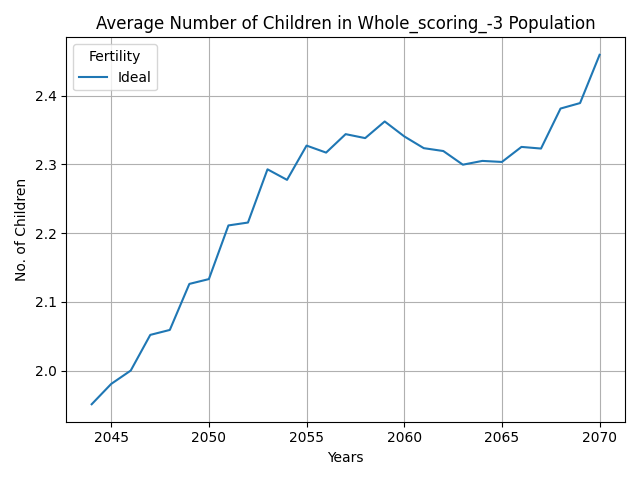 Average Number of Children in Whole_scoring_-3 Population
Fertility
Ideal
No. of Children
2.4
2.3
2.2
2.1
2.0
2045 2050 2055 2060 2065 2070
Years